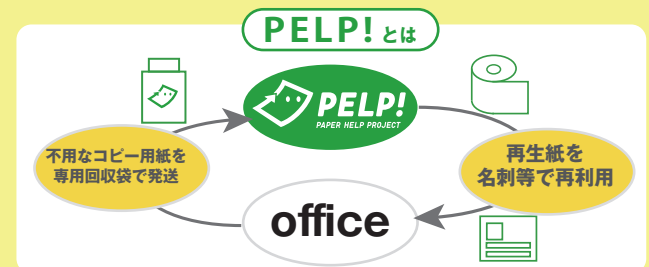 PELP! とは
PELP!
PAPER HELP PROJECT
不用なコピー用紙を
専用回収袋で発送
再生紙を
名刺等で再利用
office